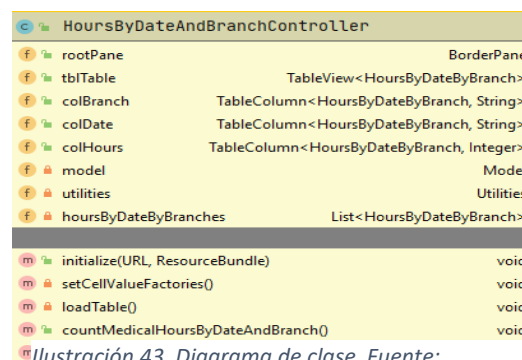 HoursByDateAndBranchController
rootPane BorderPane
tblTable TableView<HoursByDateByBranch>
colBranch TableColumn<HoursByDateByBranch, String>
colDate TableColumn<HoursByDateByBranch, String>
colHours TableColumn<HoursByDateByBranch, Integer>
model Model
utilities Utilities
hoursByDateByBranches List<HoursByDateByBranch>
initialize(URL, ResourceBundle) void
setCellValueFactories() void
loadTable() void
countMedicalHoursByDateAndBranch() void
Ilustración 43. Diagrama de clase. Fuente: